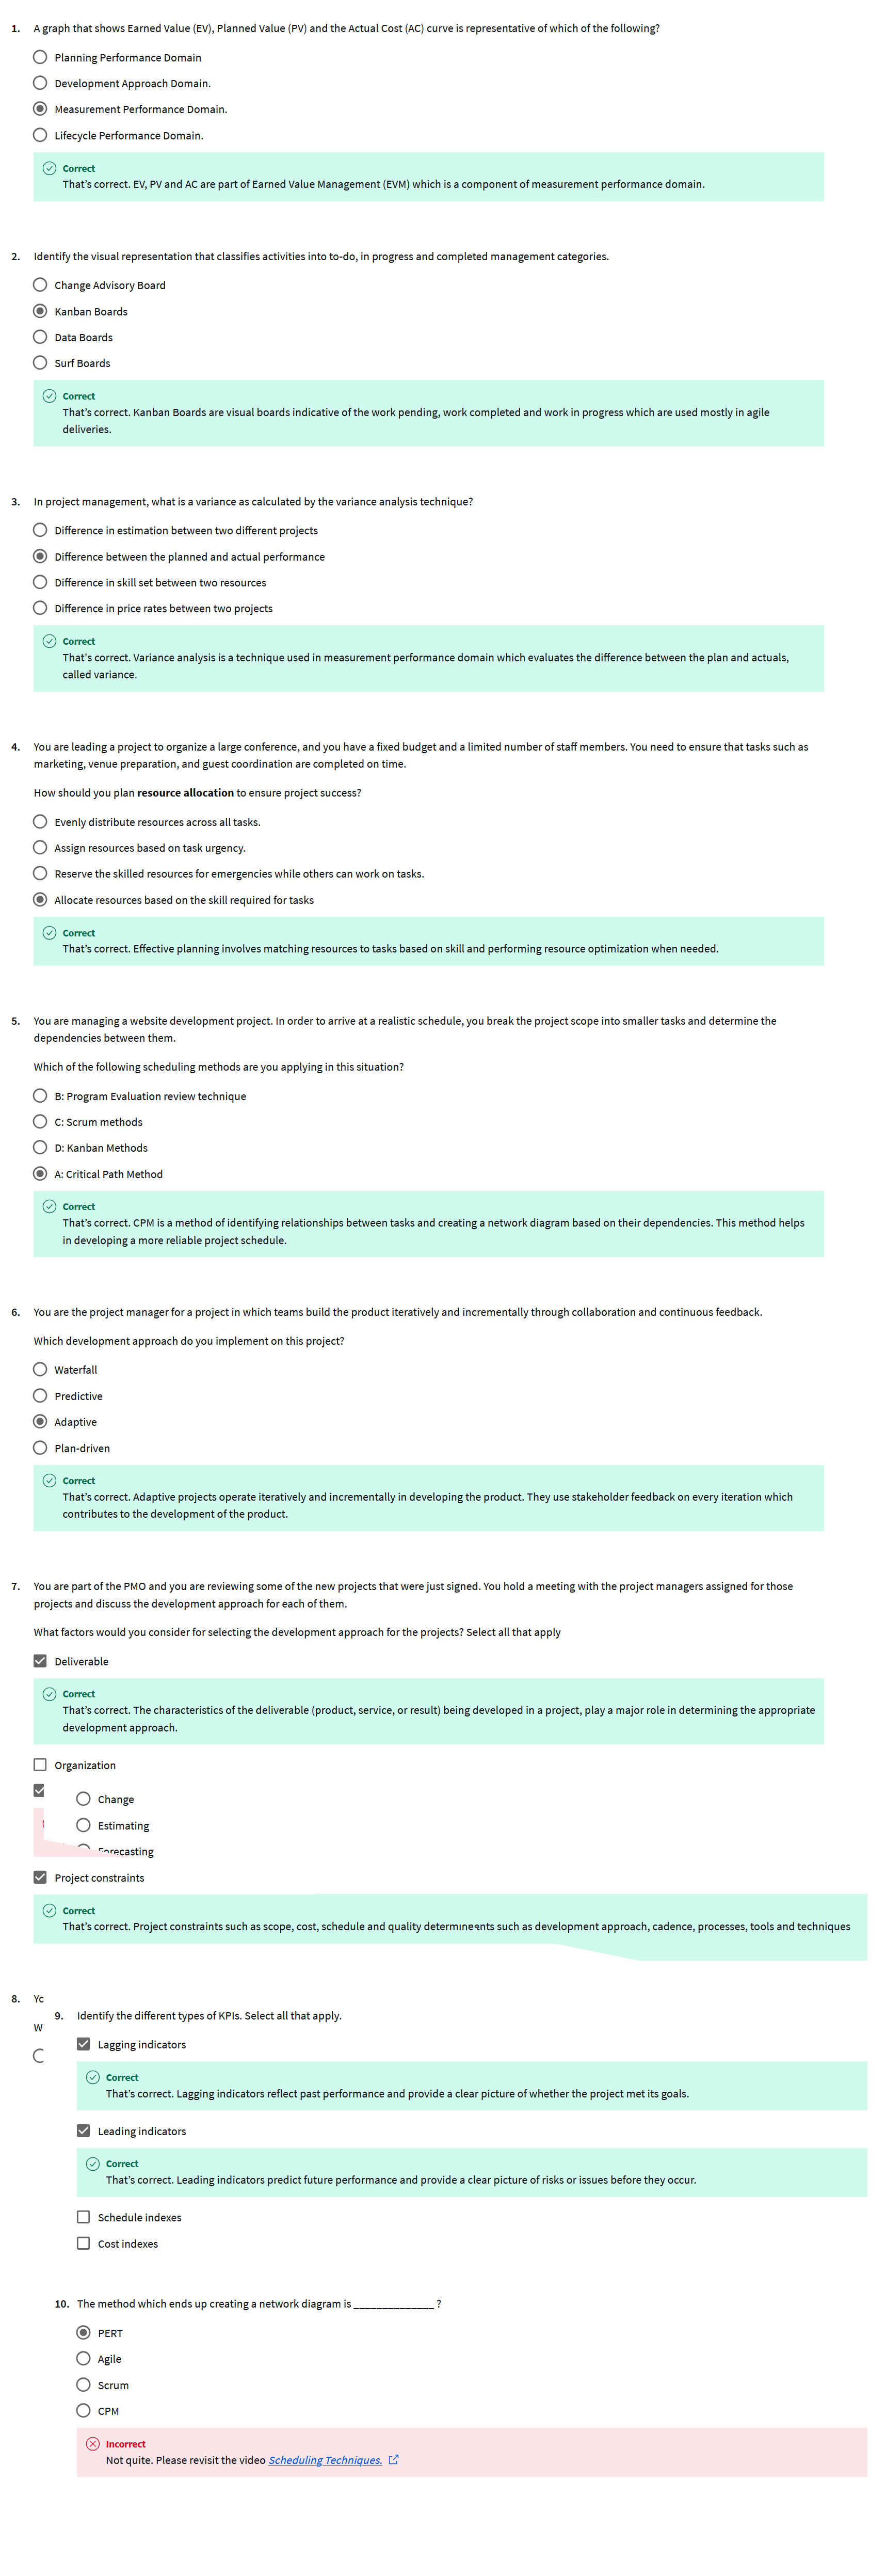 1. A graph that shows Earned Value (EV), Planned Value (PV) and the Actual Cost (AC) curve is representative of which of the following?
Planning Performance Domain
Development Approach Domain.
Measurement Performance Domain.
Lifecycle Performance Domain.
Correct
That's correct. EV, PV and AC are part of Earned Value Management (EVM) which is a component of measurement performance domain.
2. Identify the visual representation that classifies activities into to-do, in progress and completed management categories.
Change Advisory Board
Kanban Boards
Data Boards
Surf Boards
Correct
That's correct. Kanban Boards are visual boards indicative of the work pending, work completed and work in progress which are used mostly in agile
deliveries.
3. In project management, what is a variance as calculated by the variance analysis technique?
Difference in estimation between two different projects
Difference between the planned and actual performance
Difference in skill set between two resources
Difference in price rates between two projects
Correct
That's correct. Variance analysis is a technique used in measurement performance domain which evaluates the difference between the plan and actuals,
called variance.
4. You are leading a project to organize a large conference, and you have a fixed budget and a limited number of staff members. You need to ensure that tasks such as
marketing, venue preparation, and guest coordination are completed on time.
How should you plan resource allocation to ensure project success?
Evenly distribute resources across all tasks.
Assign resources based on task urgency.
Reserve the skilled resources for emergencies while others can work on tasks.
Allocate resources based on the skill required for tasks
Correct
That's correct. Effective planning involves matching resources to tasks based on skill and performing resource optimization when needed.
5. You are managing a website development project. In order to arrive at a realistic schedule, you break the project scope into smaller tasks and determine the
dependencies between them.
Which of the following scheduling methods are you applying in this situation?
B: Program Evaluation review technique
C: Scrum methods
D: Kanban Methods
A: Critical Path Method
Correct
That's correct. CPM is a method of identifying relationships between tasks and creating a network diagram based on their dependencies. This method helps
in developing a more reliable project schedule.
6. You are the project manager for a project in which teams build the product iteratively and incrementally through collaboration and continuous feedback.
Which development approach do you implement on this project?
Waterfall
Predictive
Adaptive
Plan-driven
Correct
That's correct. Adaptive projects operate iteratively and incrementally in developing the product. They use stakeholder feedback on every iteration which
contributes to the development of the product.
7. You are part of the PMO and you are reviewing some of the new projects that were just signed. You hold a meeting with the project managers assigned for those
projects and discuss the development approach for each of them.
What factors would you consider for selecting the development approach for the projects? Select all that apply
Deliverable
Correct
That's correct. The characteristics of the deliverable (product, service, or result) being developed in a project, play a major role in determining the appropriate
development approach.
Organization
Change
Estimating
Forecasting
Project constraints
Correct
That's correct. Project constraints such as scope, cost, schedule and quality such as development approach, cadence, processes, tools and techniques
8.
9. Identify the different types of KPIs. Select all that apply.
Lagging indicators
Correct
That's correct. Lagging indicators reflect past performance and provide a clear picture of whether the project met its goals.
Leading indicators
Correct
That's correct. Leading indicators predict future performance and provide a clear picture of risks or issues before they occur.
Schedule indexes
Cost indexes
10. The method which ends up creating a network diagram is ______________ ?
PERT
Agile
Scrum
CPM
Incorrect
Not quite. Please revisit the video Scheduling Techniques.